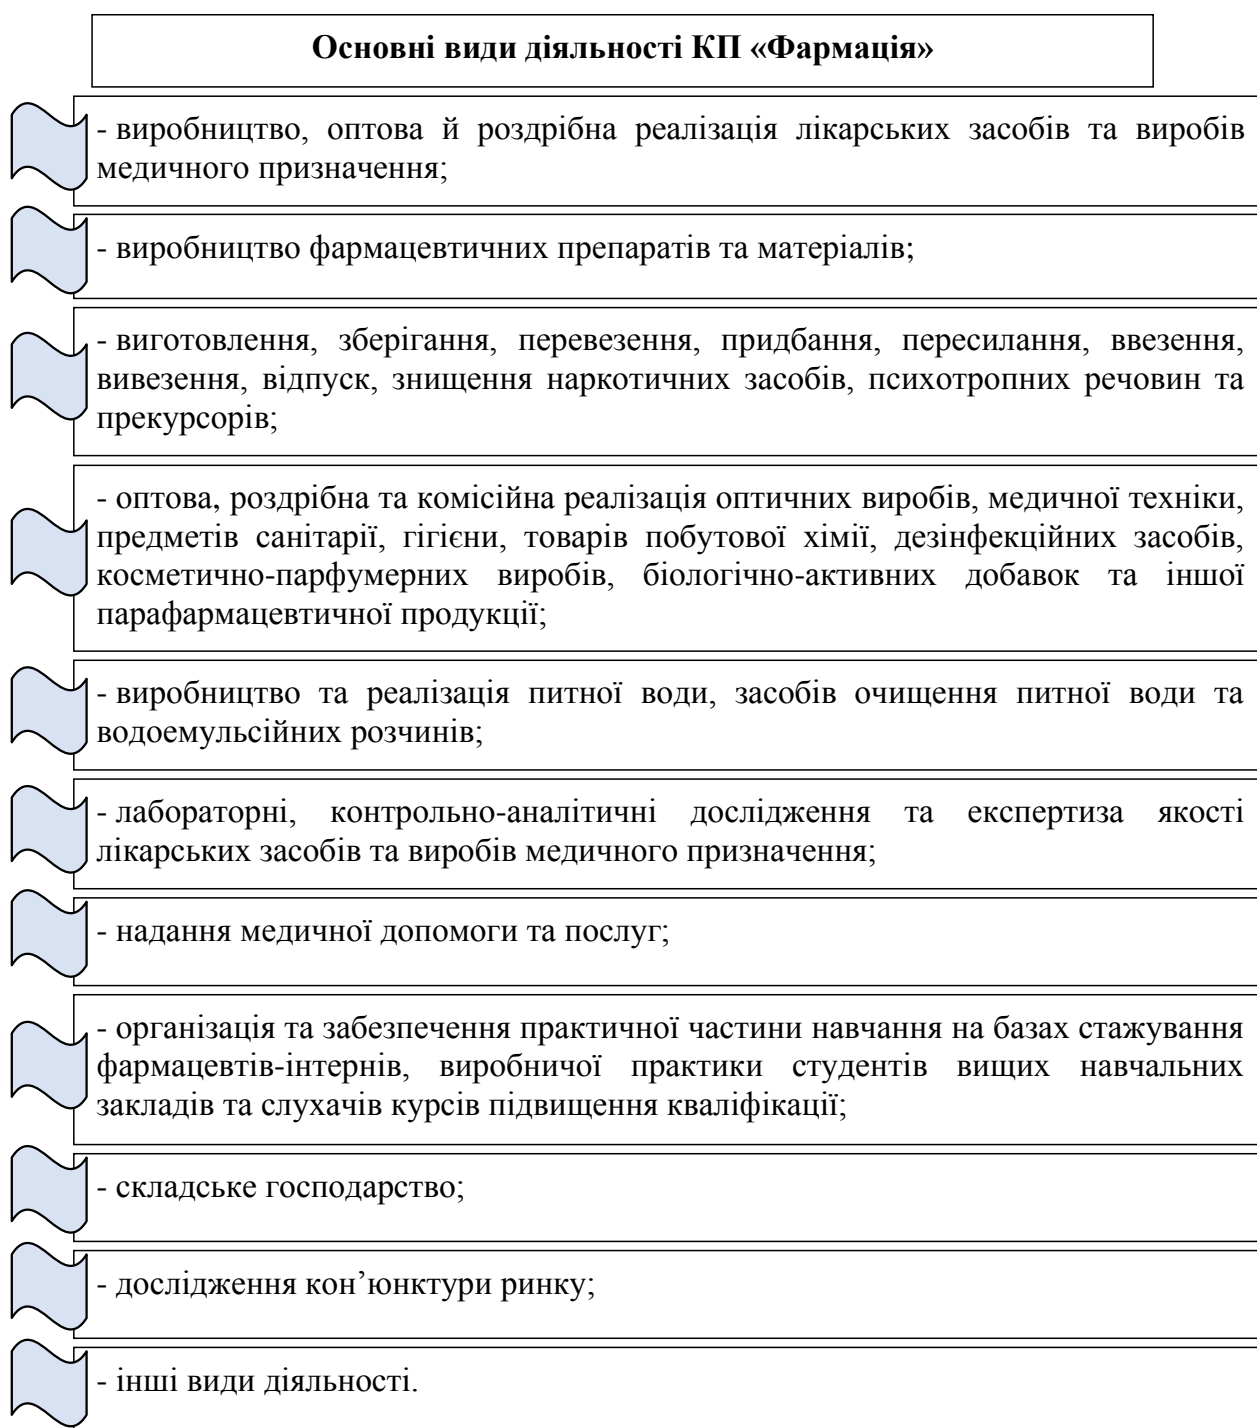 Основні види діяльності КП «Фармація»
- виробництво, оптова й роздрібна реалізація лікарських засобів та виробів
медичного призначення;
- виробництво фармацевтичних препаратів та матеріалів;
- виготовлення, зберігання, перевезення, придбання, пересилання, ввезення,
вивезення, відпуск, знищення наркотичних засобів, психотропних речовин та
прекурсорів;
- оптова, роздрібна та комісійна реалізація оптичних виробів, медичної техніки,
предметів санітарії, гігієни, товарів побутової хімії, дезінфекційних засобів,
косметично-парфумерних виробів, біологічно-активних добавок та іншої
парафармацевтичної продукції;
- виробництво та реалізація питної води, засобів очищення питної води та
водоемульсійних розчинів;
- лабораторні, контрольно-аналітичні дослідження та експертиза якості
лікарських засобів та виробів медичного призначення;
- надання медичної допомоги та послуг;
- організація та забезпечення практичної частини навчання на базах стажування
фармацевтів-інтернів, виробничої практики студентів вищих навчальних
закладів та слухачів курсів підвищення кваліфікації;
- складське господарство;
- дослідження кон’юнктури ринку;
- інші види діяльності.